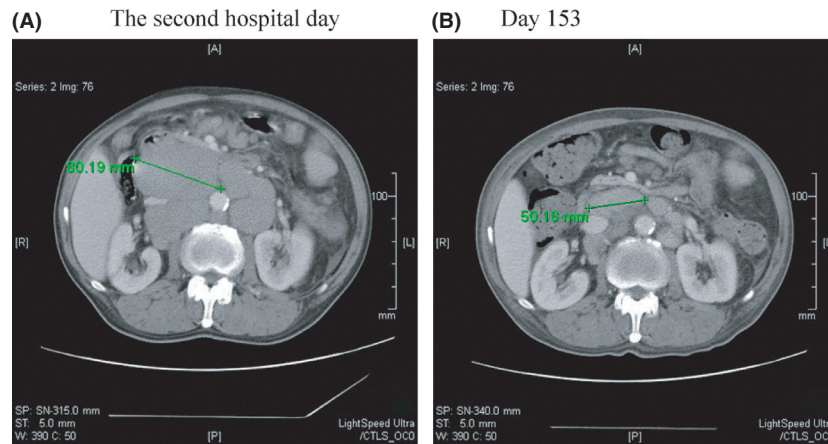 (A)
The second hospital day
[A]
Series: 2 Img: 76
80.19 mm
100
[R]
[L]
mm
SP: SN-315.0 mm
ST: 5.0 mm
W: 390 C: 50
[P]
LightSpeed Ultra
/CTLS_OC0
(B)
Day 153
[A]
Series: 2 Img: 76
50.16 mm
100
[R]
[L]
mm
SP: SN-340.0 mm
ST: 5.0 mm
W: 390 C: 50
[P]
LightSpeed Ultra
/CTLS_OC0